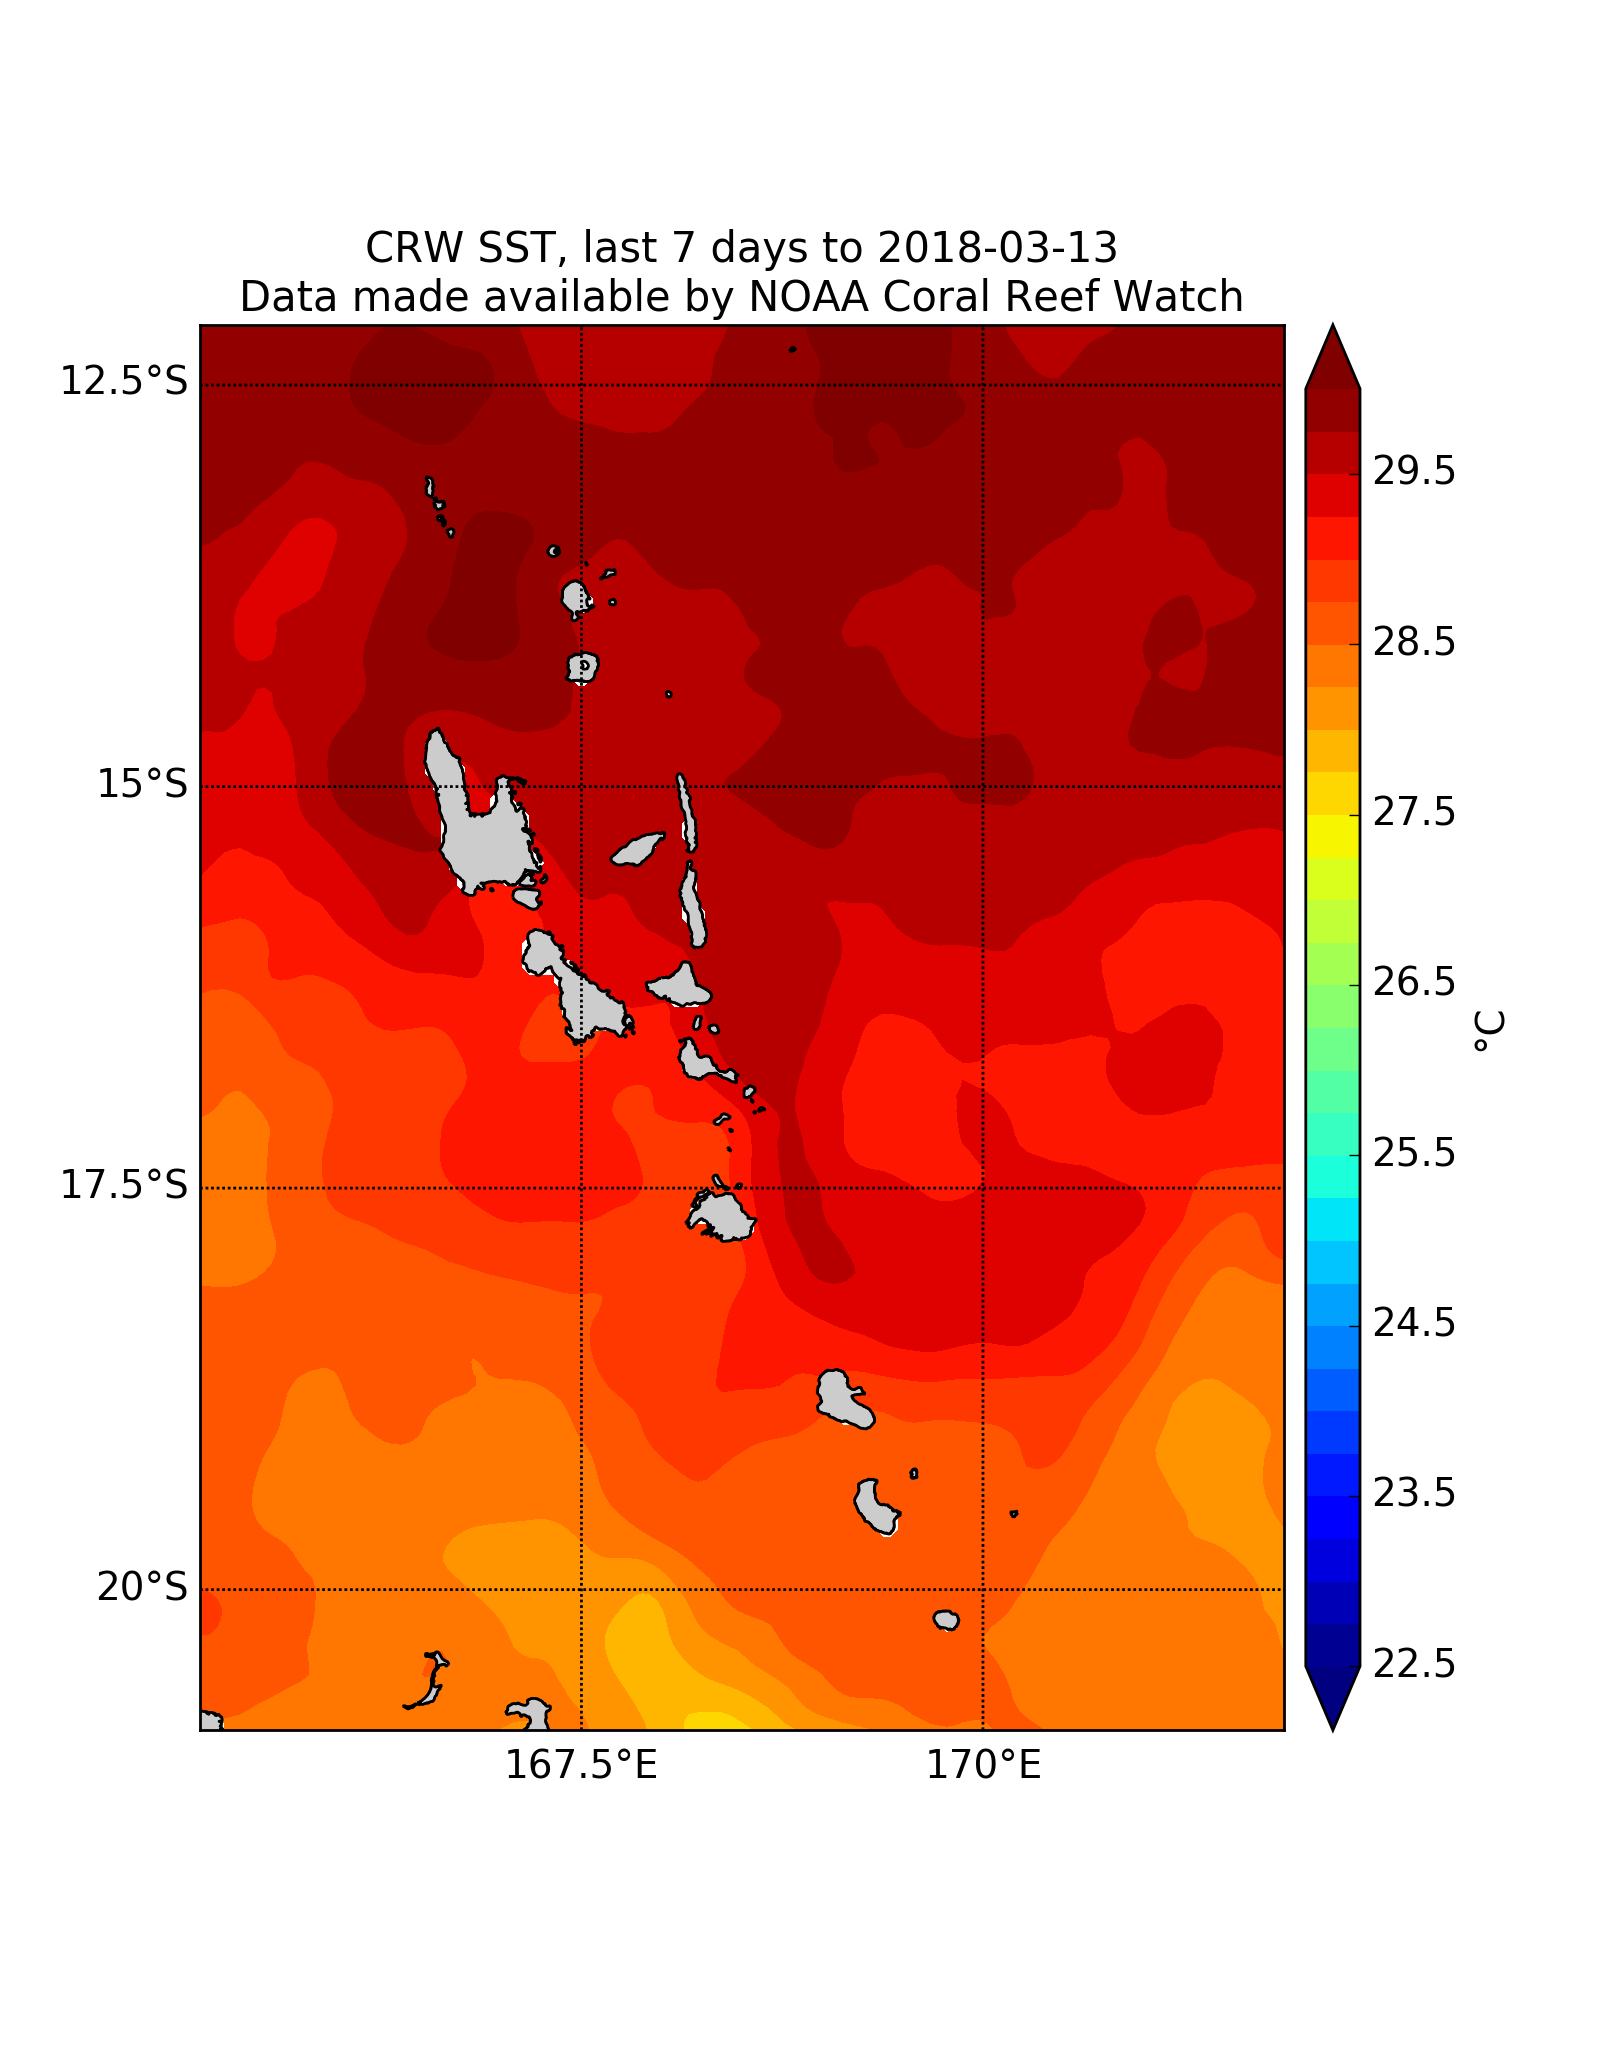 CRW SST, last 7 days to 2018-03-13
Data made available by NOAA Coral Reef Watch
12.5°S
15°S
17.5°S
20°S
167.5°E
170°E
29.5
28.5
27.5
26.5
25.5
24.5
23.5
22.5
°C